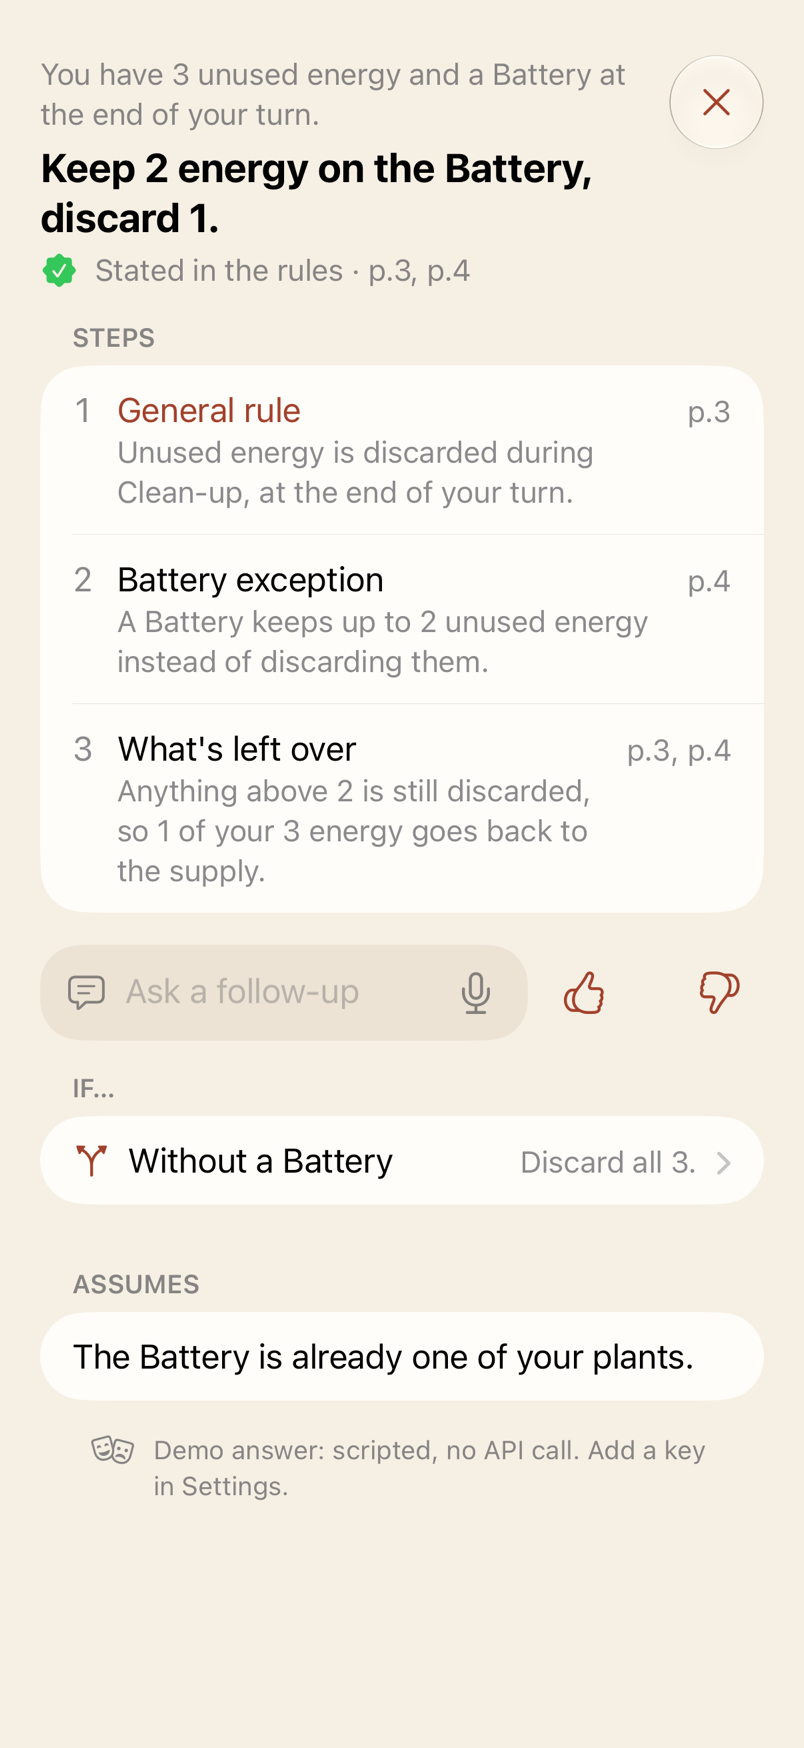 You have 3 unused energy and a Battery at
the end of your turn.
Keep 2 energy on the Battery,
discard 1.
Stated in the rules · p.3, p.4
STEPS
1 General rule p.3
Unused energy is discarded during
Clean-up, at the end of your turn.
2 Battery exception p.4
A Battery keeps up to 2 unused energy
instead of discarding them.
3 What's left over p.3, p.4
Anything above 2 is still discarded,
so 1 of your 3 energy goes back to
the supply.
Ask a follow-up
IF...
Without a Battery Discard all 3.
ASSUMES
The Battery is already one of your plants.
Demo answer: scripted, no API call. Add a key
in Settings.